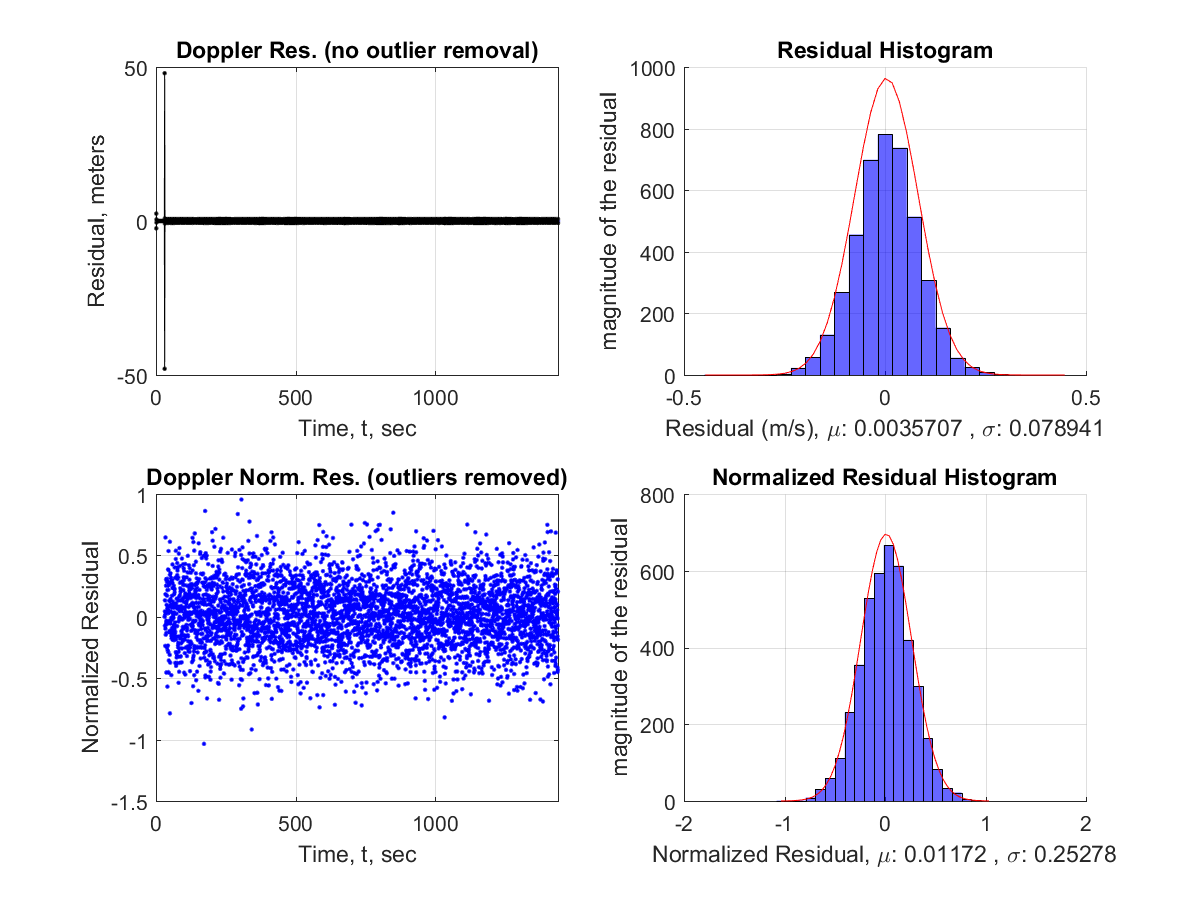 Doppler Res. (no outlier removal)
50
0
-50
Residual, meters
0
500
1000
Time, t, sec
Residual Histogram
1000
800
600
400
200
0
magnitude of the residual
-0.5
0
0.5
Residual (m/s), μ: 0.0035707 , σ: 0.078941
Doppler Norm. Res. (outliers removed)
1
0.5
0
-0.5
-1
-1.5
Normalized Residual
0
500
1000
Time, t, sec
Normalized Residual Histogram
800
600
400
200
0
magnitude of the residual
-2
-1
0
1
2
Normalized Residual, μ: 0.01172 , σ: 0.25278